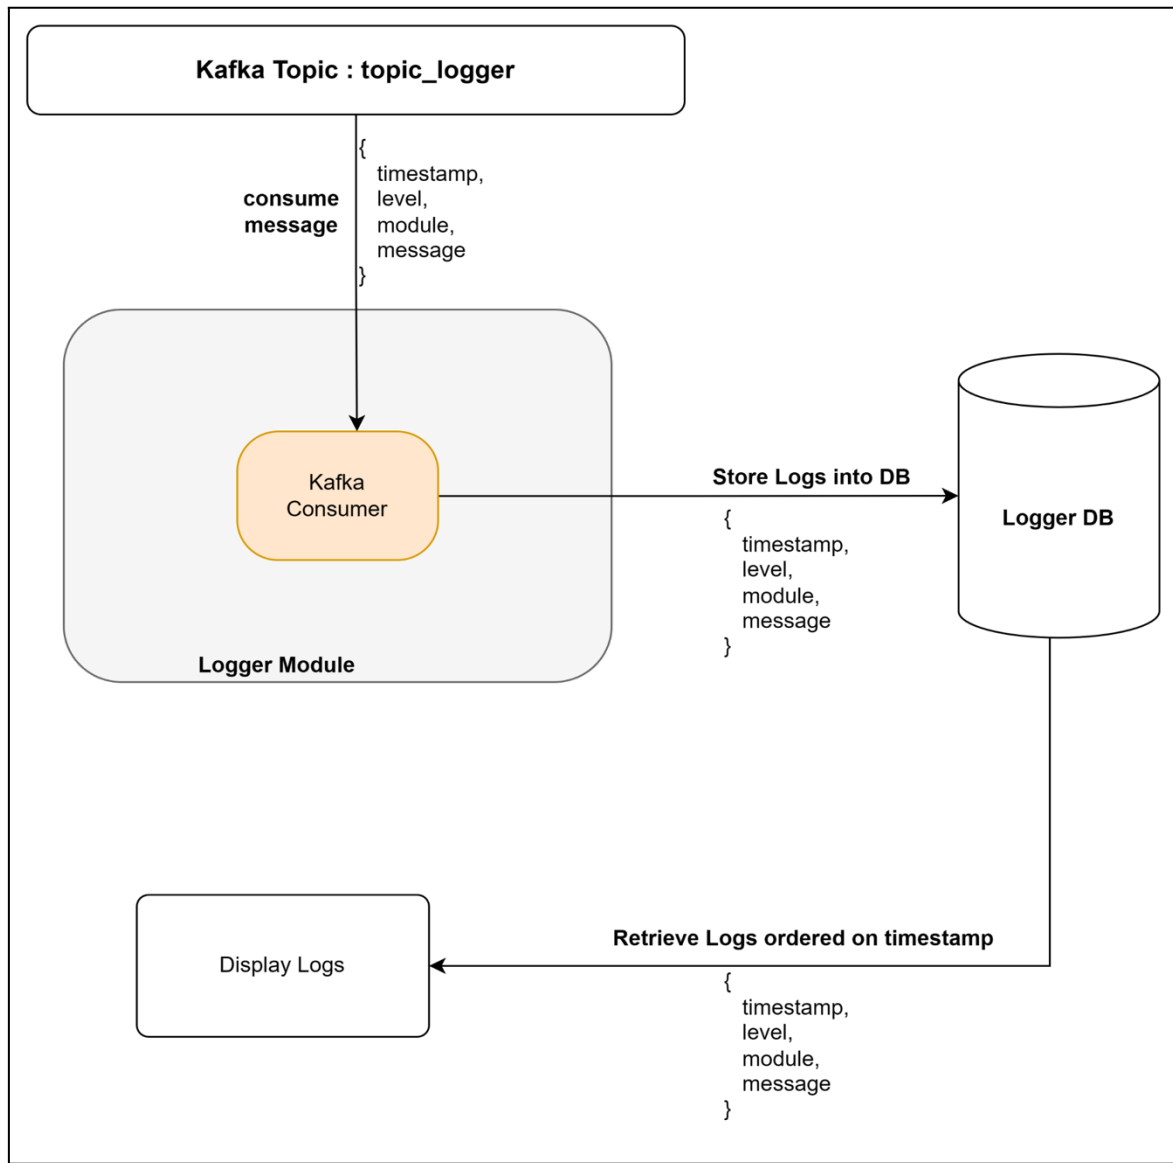 Kafka Topic : topic_logger
{
timestamp,
level,
module,
message
}
consume
message
Kafka
Consumer
Logger Module
Store Logs into DB
{
timestamp,
level,
module,
message
}
Logger DB
Retrieve Logs ordered on timestamp
{
timestamp,
level,
module,
message
}
Display Logs